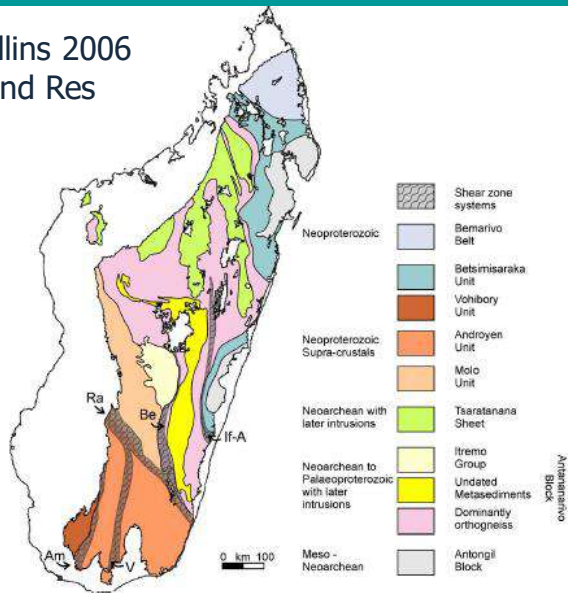 llins 2006
nd Res
Shear zone
systems
Neoproterozoic
Bemarivo
Belt
Betsimisaraka
Unit
Vohibory
Unit
Neoproterozoic
Supra-crustals
Androyen
Unit
Molo
Unit
Neoarchean with
later intrusions
Tsaratanana
Sheet
Neoarchean to
Palaeoproterozoic
with later
intrusions
Itremo
Group
Undated
Metasediments
Dominantly
orthogneiss
Antananarivo
Block
Meso -
Neoarchean
Antongil
Block
Ra
Be
If-A
Am
V
0 km 100